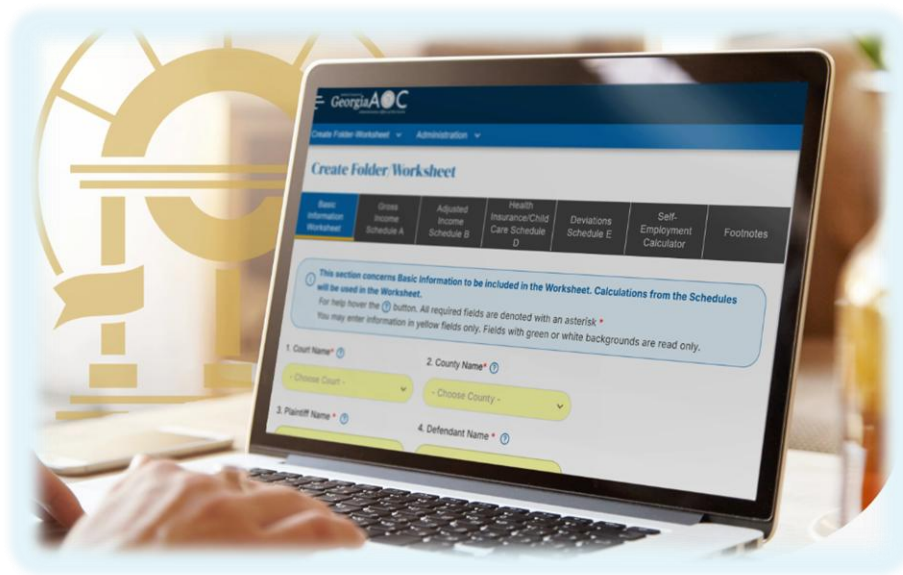 GeorgiaAOC
Create Folder-Worksheet Administration
Create Folder/Worksheet
Basic Information Worksheet
Gross Income Schedule A
Adjusted Income Schedule B
Health Insurance/Child Care Schedule D
Deviations Schedule E
Self-Employment Calculator
Footnotes
This section concerns Basic Information to be included in the Worksheet. Calculations from the Schedules
will be used in the Worksheet.
For help hover the ? button. All required fields are denoted with an asterisk *
You may enter information in yellow fields only. Fields with green or white backgrounds are read only.
1. Court Name* ?
2. County Name* ?
- Choose Court -
- Choose County -
3. Plaintiff Name * ?
4. Defendant Name * ?